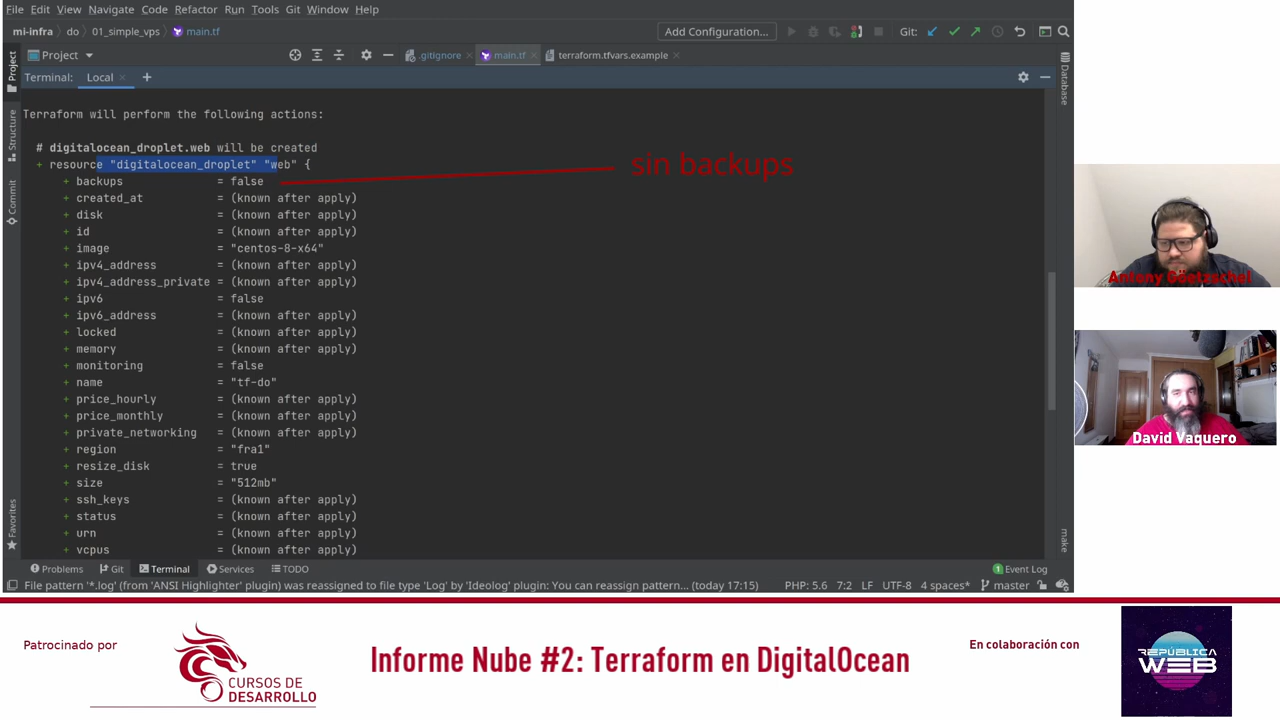 File Edit View Navigate Code Refactor Run Tools Git Window Help
mi-infra do 01_simple_vps main.tf Add Configuration... Git:
Project .gitignore main.tf terraform.tfvars.example
Terminal: Local +
Terraform will perform the following actions:
# digitalocean_droplet.web will be created
+ resource "digitalocean_droplet" "web" {
+ backups = false
sin backups
+ created_at = (known after apply)
+ disk = (known after apply)
+ id = (known after apply)
+ image = "centos-8-x64"
+ ipv4_address = (known after apply)
+ ipv4_address_private = (known after apply)
+ ipv6 = false
+ ipv6_address = (known after apply)
+ locked = (known after apply)
+ memory = (known after apply)
+ monitoring = false
+ name = "tf-do"
+ price_hourly = (known after apply)
+ price_monthly = (known after apply)
+ private_networking = (known after apply)
+ region = "fra1"
+ resize_disk = true
+ size = "512mb"
+ ssh_keys = (known after apply)
+ status = (known after apply)
+ urn = (known after apply)
+ vcpus = (known after apply)
Project
Structure
Commit
Favorites
Database
make
Problems Git Terminal Services TODO 1 Event Log
File pattern '*.log' (from 'ANSI Highlighter' plugin) was reassigned to file type 'Log' by 'Ideolog' plugin: You can reassign pattern... (today 17:15) PHP: 5.6 7:2 LF UTF-8 4 spaces* master
Antony Goetzschel
David Vaquero
Patrocinado por
CURSOS DE
DESARROLLO
Informe Nube #2: Terraform en DigitalOcean
En colaboración con
REPÚBLICA
WEB